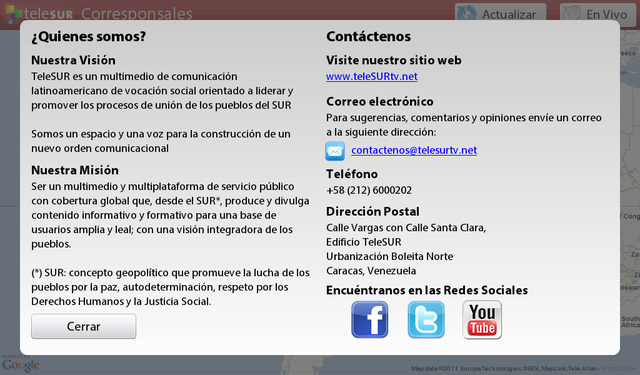 teleSUR Corresponsales
Actualizar
En Vivo
¿Quienes somos?
Nuestra Visión
TeleSUR es un multimedio de comunicación
latinoamericano de vocación social orientado a liderar y
promover los procesos de unión de los pueblos del SUR
Somos un espacio y una voz para la construcción de un
nuevo orden comunicacional
Nuestra Misión
Ser un multimedio y multiplataforma de servicio público
con cobertura global que, desde el SUR*, produce y divulga
contenido informativo y formativo para una base de
usuarios amplia y leal; con una visión integradora de los
pueblos.
(*) SUR: concepto geopolítico que promueve la lucha de los
pueblos por la paz, autodeterminación, respeto por los
Derechos Humanos y la Justicia Social.
Cerrar
Contáctenos
Visite nuestro sitio web
www.teleSURtv.net
Correo electrónico
Para sugerencias, comentarios y opiniones envíe un correo
a la siguiente dirección:
contactenos@telesurtv.net
Teléfono
+58 (212) 6000202
Dirección Postal
Calle Vargas con Calle Santa Clara,
Edificio TeleSUR
Urbanización Boleita Norte
Caracas, Venezuela
Encuéntranos en las Redes Sociales
f
t
You
Tube
Google
Map data ©2011 Europa Technologies, INEGI, MapLink, Tele Atlas